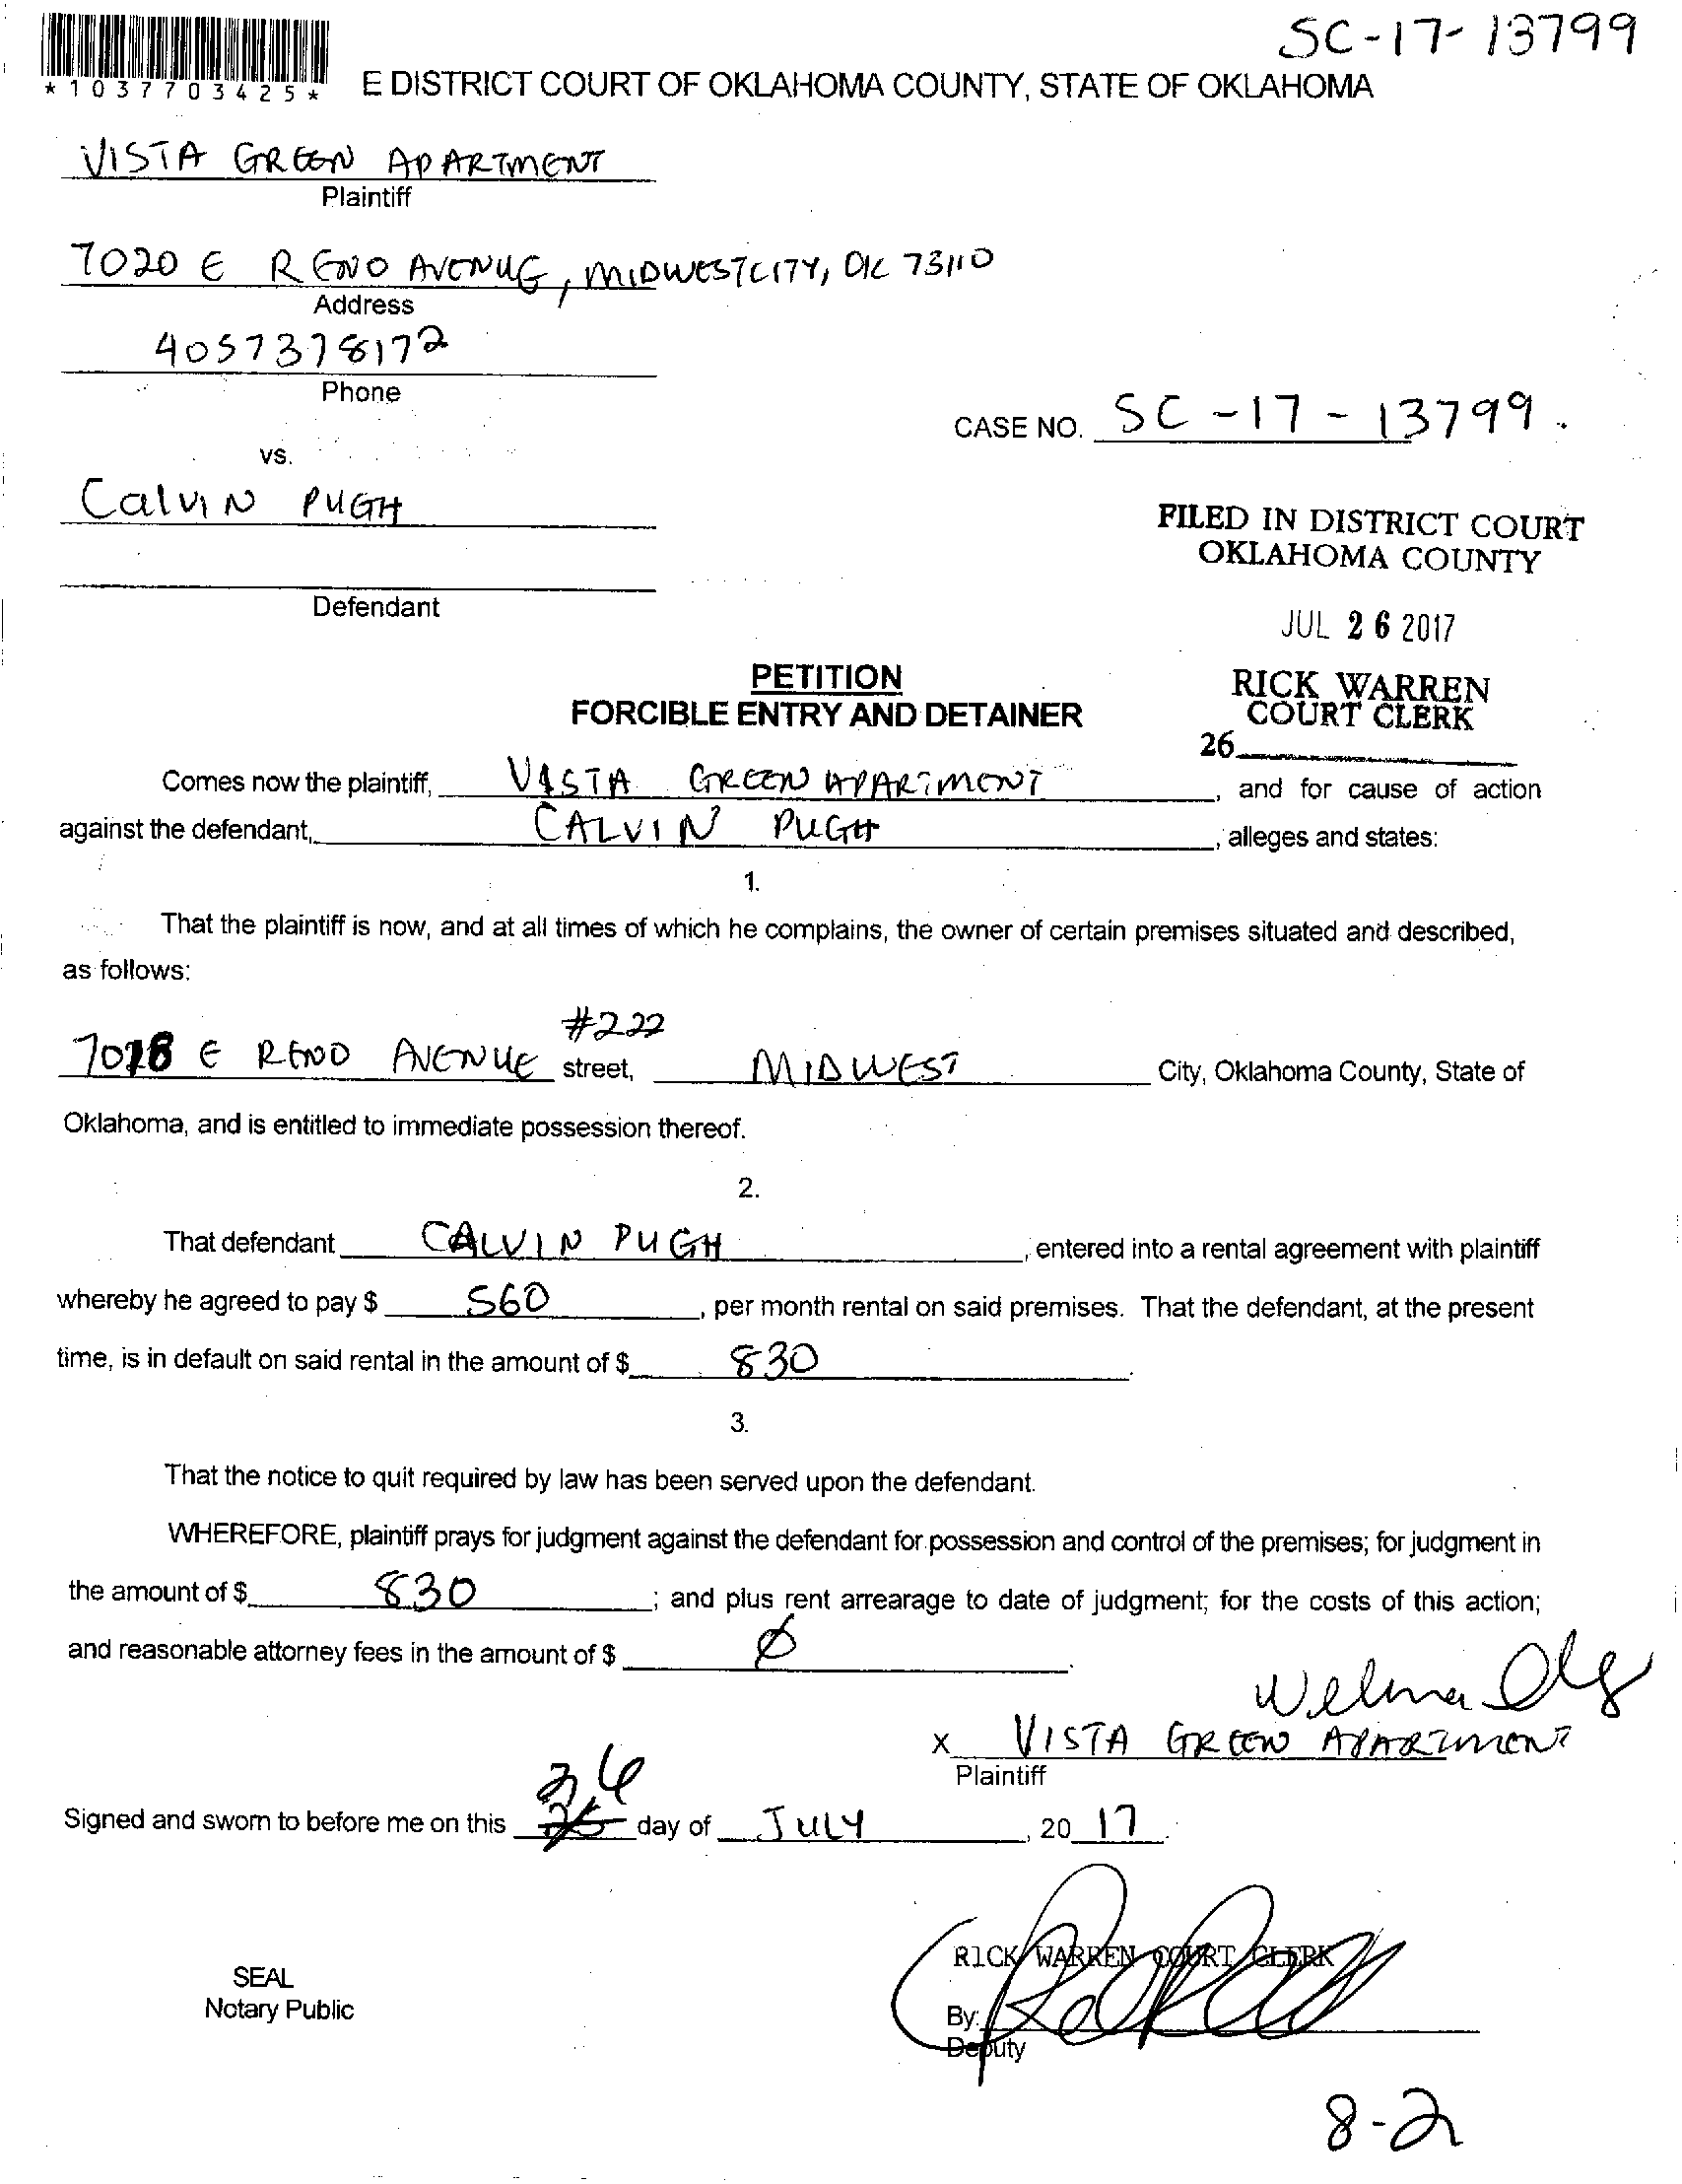 SC-17-13799
*1037703425*
E DISTRICT COURT OF OKLAHOMA COUNTY, STATE OF OKLAHOMA
VISTA GREEN APARTMENT
Plaintiff
7020 E RENO AVENUE, MIDWESTCITY, OK 73110
Address
4057378172
Phone
CASE NO. SC-17-13799
vs.
Calvin PUGH
Defendant
FILED IN DISTRICT COURT
OKLAHOMA COUNTY
JUL 26 2017
RICK WARREN
COURT CLERK
26
PETITION
FORCIBLE ENTRY AND DETAINER
Comes now the plaintiff, VISTA GREEN APARTMENT, and for cause of action
against the defendant, CALVIN PUGH, alleges and states:
1.
That the plaintiff is now, and at all times of which he complains, the owner of certain premises situated and described,
as follows:
#222
7018 E RENO AVENUE street, MIDWEST City, Oklahoma County, State of
Oklahoma, and is entitled to immediate possession thereof.
2.
That defendant CALVIN PUGH, entered into a rental agreement with plaintiff
whereby he agreed to pay $ 560, per month rental on said premises. That the defendant, at the present
time, is in default on said rental in the amount of $ 830.
3.
That the notice to quit required by law has been served upon the defendant.
WHEREFORE, plaintiff prays for judgment against the defendant for possession and control of the premises; for judgment in
the amount of $ 830; and plus rent arrearage to date of judgment; for the costs of this action;
and reasonable attorney fees in the amount of $ Ø.
Welma
X VISTA GREEN APARTMENT
Plaintiff
26
Signed and sworn to before me on this 25 day of JULY, 20 17.
SEAL
Notary Public
RICK WARREN COURT CLERK
By:
Deputy
8-2